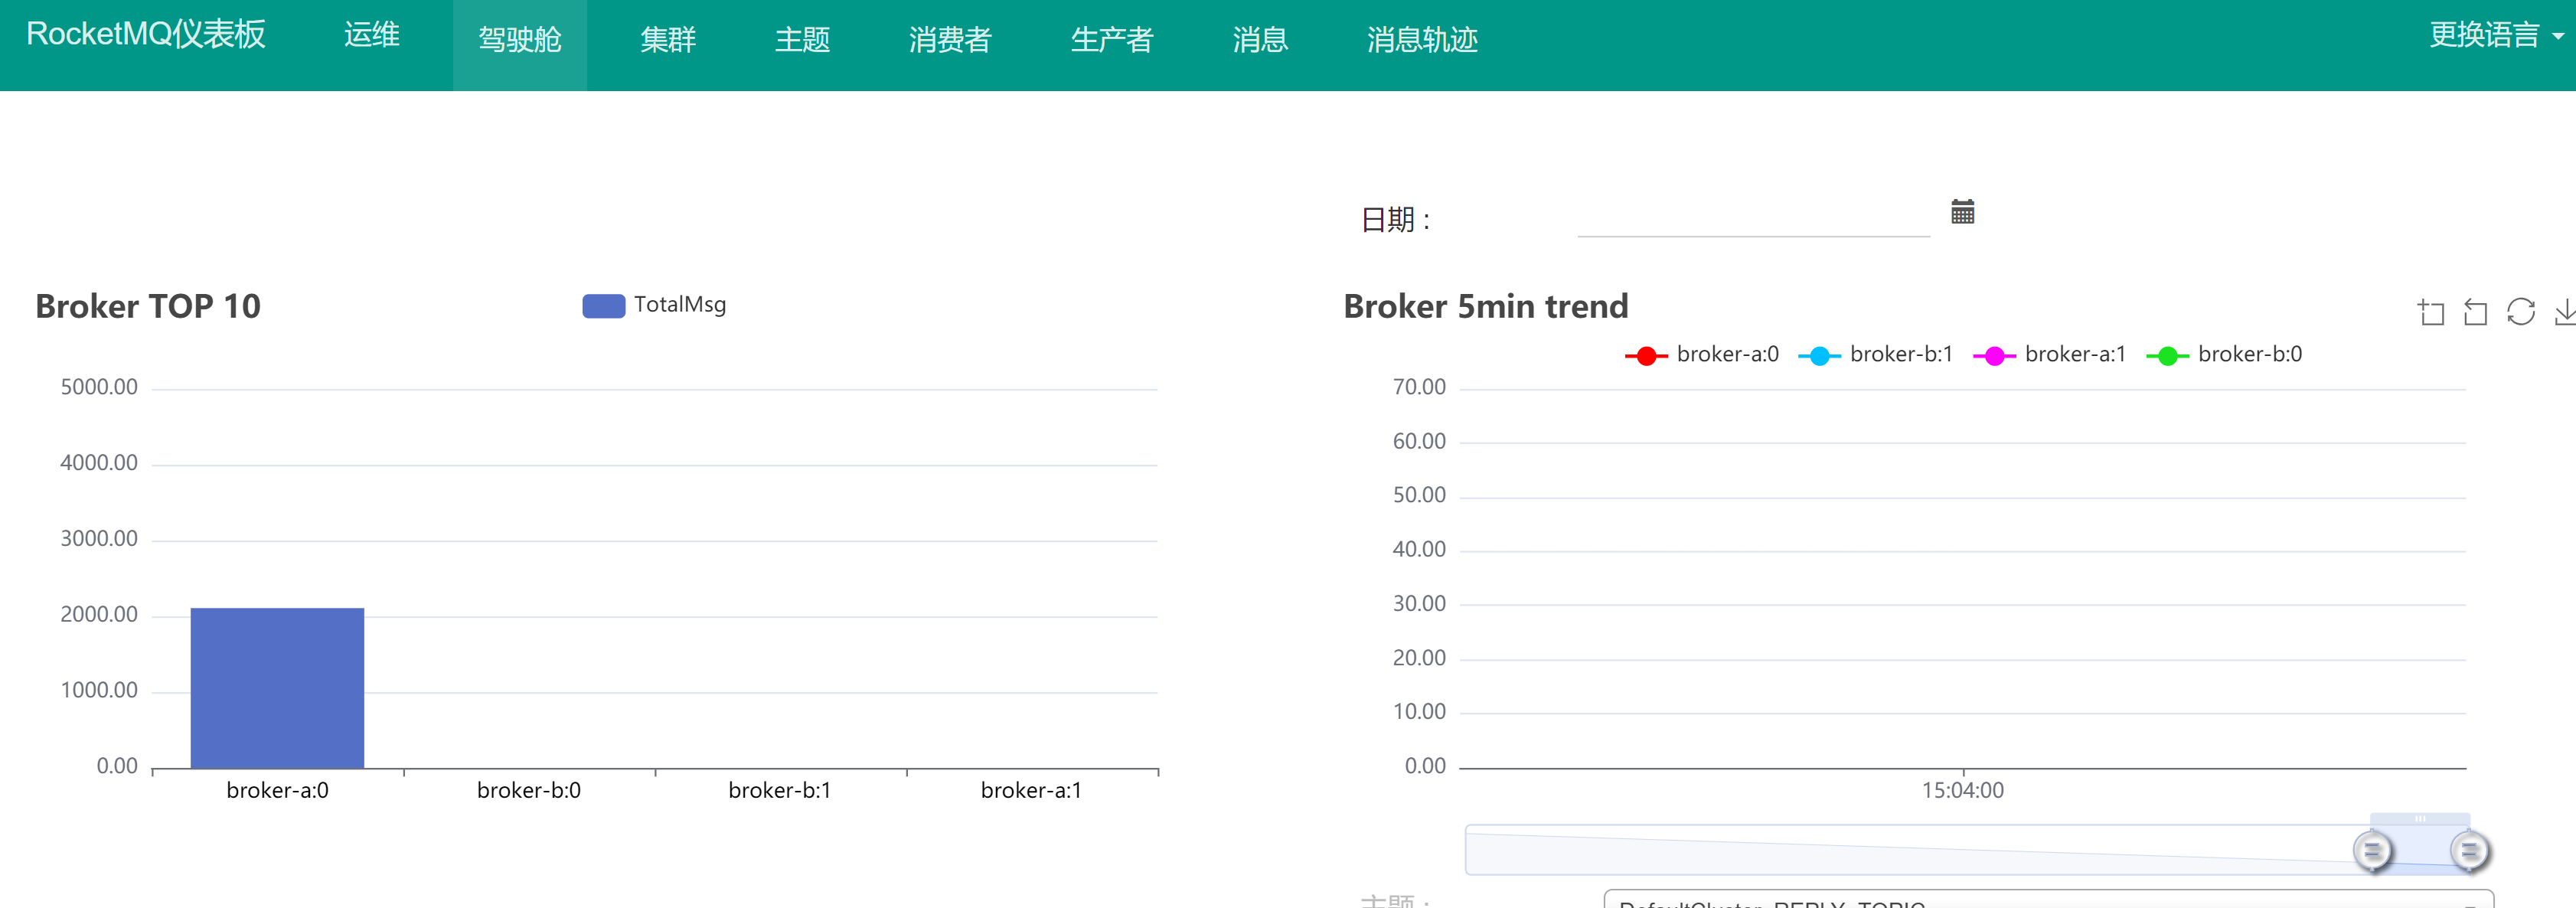 RocketMQ仪表板 运维 驾驶舱 集群 主题 消费者 生产者 消息 消息轨迹 更换语言
日期：
Broker TOP 10
TotalMsg
5000.00
4000.00
3000.00
2000.00
1000.00
0.00
broker-a:0 broker-b:0 broker-b:1 broker-a:1
Broker 5min trend
broker-a:0 broker-b:1 broker-a:1 broker-b:0
70.00
60.00
50.00
40.00
30.00
20.00
10.00
0.00
15:04:00
主题：
DefaultCluster_REPLY_TOPIC